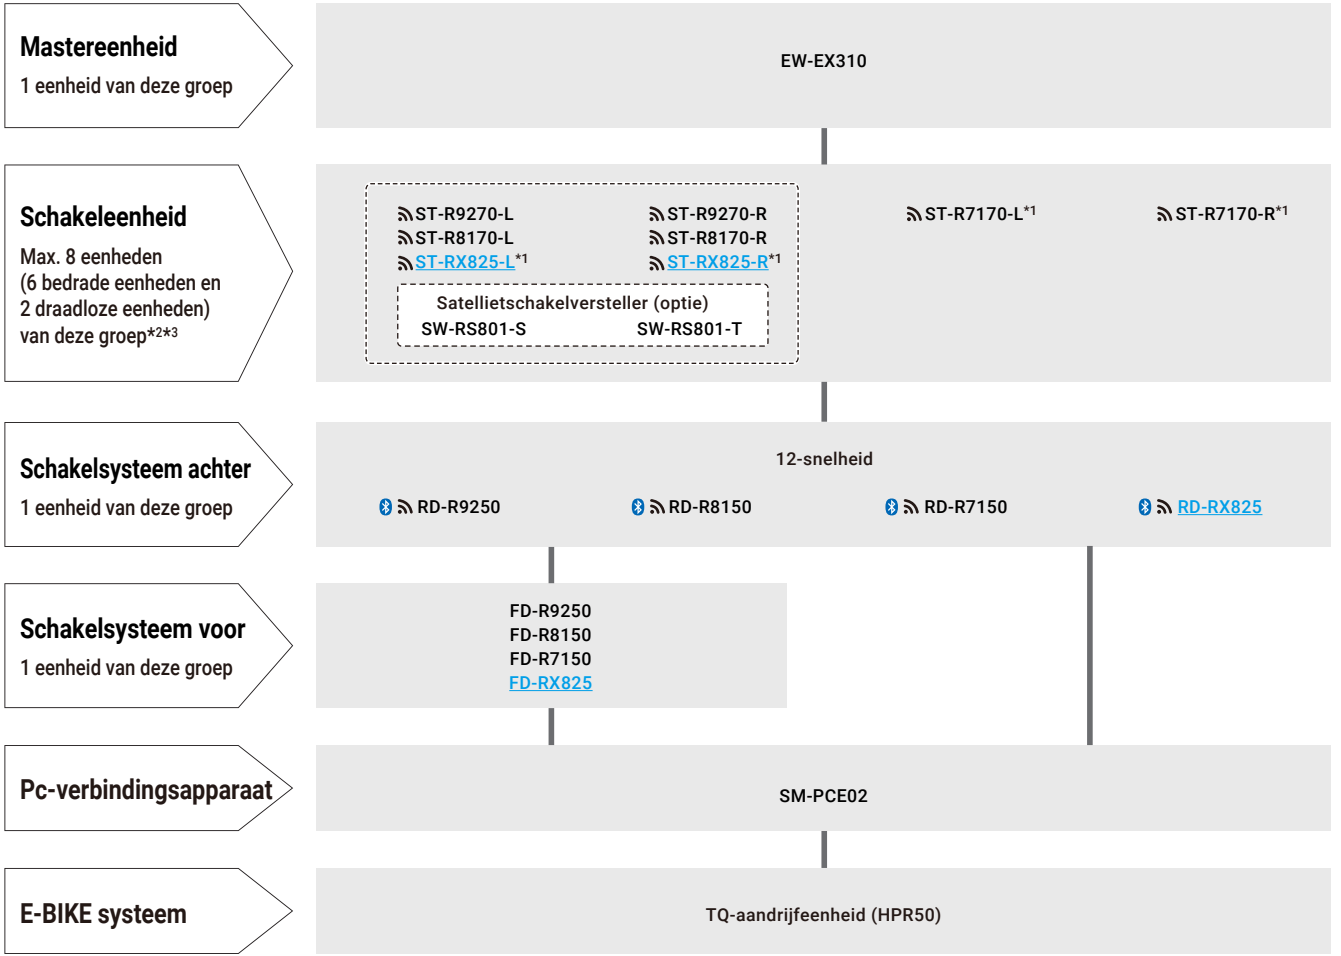 Mastereenheid
1 eenheid van deze groep
EW-EX310
Schakeleenheid
Max. 8 eenheden
(6 bedrade eenheden en
2 draadloze eenheden)
van deze groep*2*3
ST-R9270-L
ST-R8170-L
ST-RX825-L*1
ST-R9270-R
ST-R8170-R
ST-RX825-R*1
Satellietschakelversteller (optie)
SW-RS801-S
SW-RS801-T
ST-R7170-L*1
ST-R7170-R*1
Schakelsysteem achter
1 eenheid van deze groep
12-snelheid
RD-R9250
RD-R8150
RD-R7150
RD-RX825
Schakelsysteem voor
1 eenheid van deze groep
FD-R9250
FD-R8150
FD-R7150
FD-RX825
Pc-verbindingsapparaat
SM-PCE02
E-BIKE systeem
TQ-aandrijfeenheid (HPR50)